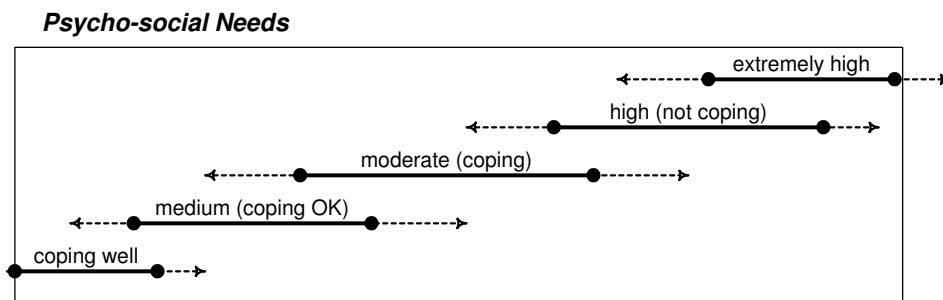 Psycho-social Needs
extremely high
high (not coping)
moderate (coping)
medium (coping OK)
coping well